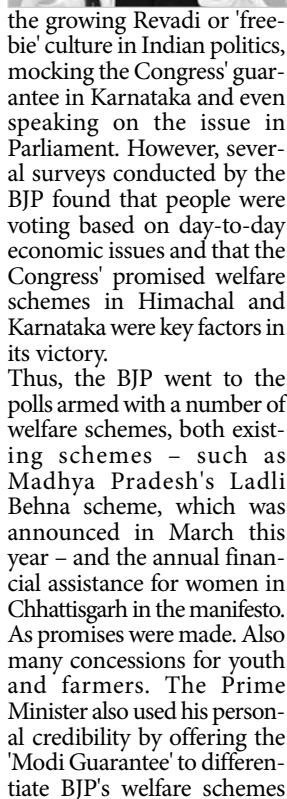 the growing Revadi or 'free-
bie' culture in Indian politics,
mocking the Congress' guar-
antee in Karnataka and even
speaking on the issue in
Parliament. However, sever-
al surveys conducted by the
BJP found that people were
voting based on day-to-day
economic issues and that the
Congress' promised welfare
schemes in Himachal and
Karnataka were key factors in
its victory.
Thus, the BJP went to the
polls armed with a number of
welfare schemes, both exist-
ing schemes – such as
Madhya Pradesh's Ladli
Behna scheme, which was
announced in March this
year – and the annual finan-
cial assistance for women in
Chhattisgarh in the manifesto.
As promises were made. Also
many concessions for youth
and farmers. The Prime
Minister also used his person-
al credibility by offering the
'Modi Guarantee' to differen-
tiate BJP's welfare schemes